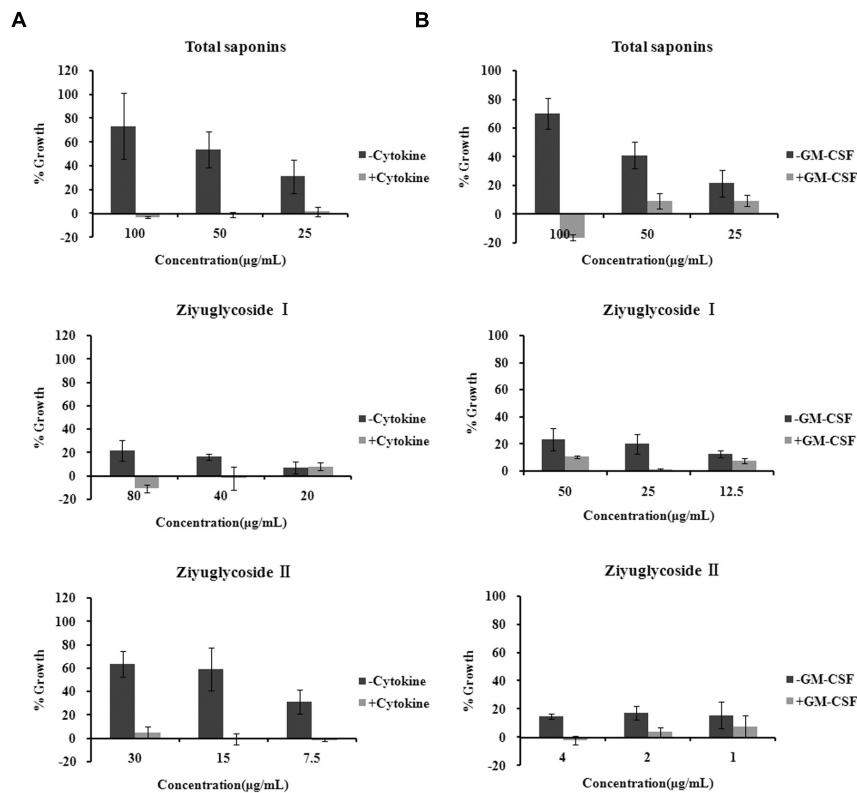 A
Total saponins
120
100
80
60
40
20
0
-20
% Growth
100 50 25
Concentration(µg/mL)
-Cytokine
+Cytokine
Ziyuglycoside Ⅰ
120
100
80
60
40
20
0
-20
% Growth
80 40 20
Concentration(µg/mL)
-Cytokine
+Cytokine
Ziyuglycoside Ⅱ
120
100
80
60
40
20
0
-20
% Growth
30 15 7.5
Concentration(µg/mL)
-Cytokine
+Cytokine
B
Total saponins
100
80
60
40
20
0
-20
% Growth
100 50 25
Concentration(µg/mL)
-GM-CSF
+GM-CSF
Ziyuglycoside Ⅰ
100
80
60
40
20
0
% Growth
50 25 12.5
Concentration(µg/mL)
-GM-CSF
+GM-CSF
Ziyuglycoside Ⅱ
100
80
60
40
20
0
-20
% Growth
4 2 1
Concentration(µg/mL)
-GM-CSF
+GM-CSF